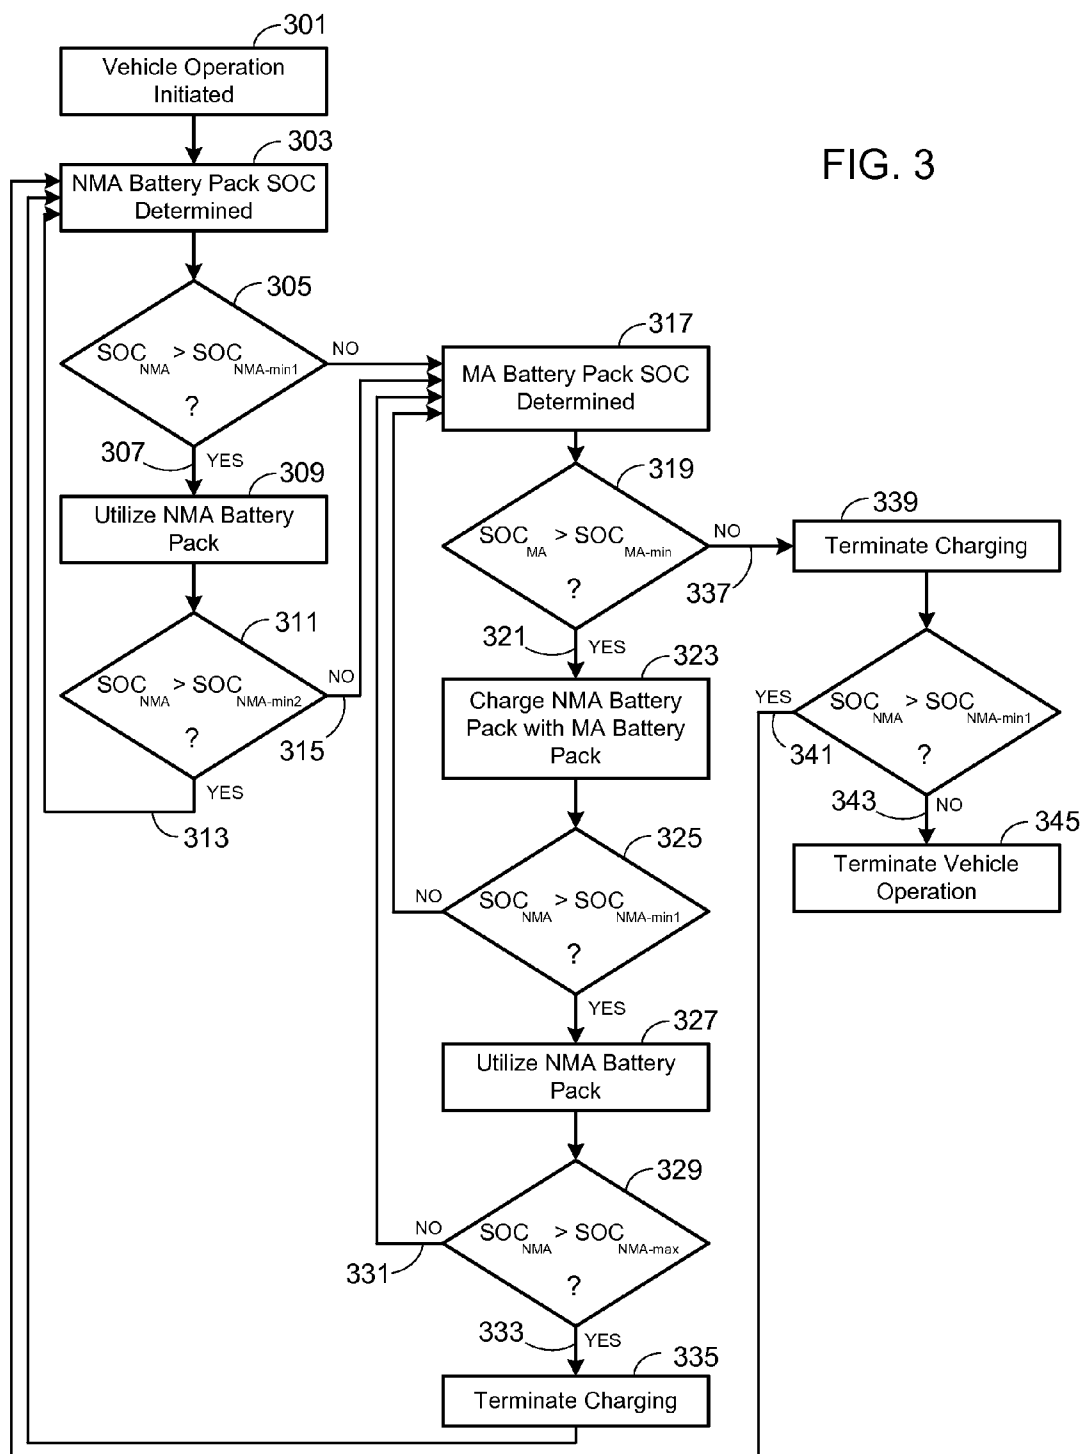 301
Vehicle Operation
Initiated
303
FIG. 3
NMA Battery Pack SOC
Determined
305
SOC NMA > SOC NMA-min1
?
NO
317
MA Battery Pack SOC
Determined
307
YES
309
Utilize NMA Battery
Pack
311
SOC NMA > SOC NMA-min2
?
NO
315
YES
313
319
SOC MA > SOC MA-min
?
NO
337
339
Terminate Charging
321
YES
323
Charge NMA Battery
Pack with MA Battery
Pack
YES
341
SOC NMA > SOC NMA-min1
?
343
NO
345
Terminate Vehicle
Operation
325
NO
SOC NMA > SOC NMA-min1
?
YES
327
Utilize NMA Battery
Pack
329
NO
331
SOC NMA > SOC NMA-max
?
333
YES
335
Terminate Charging